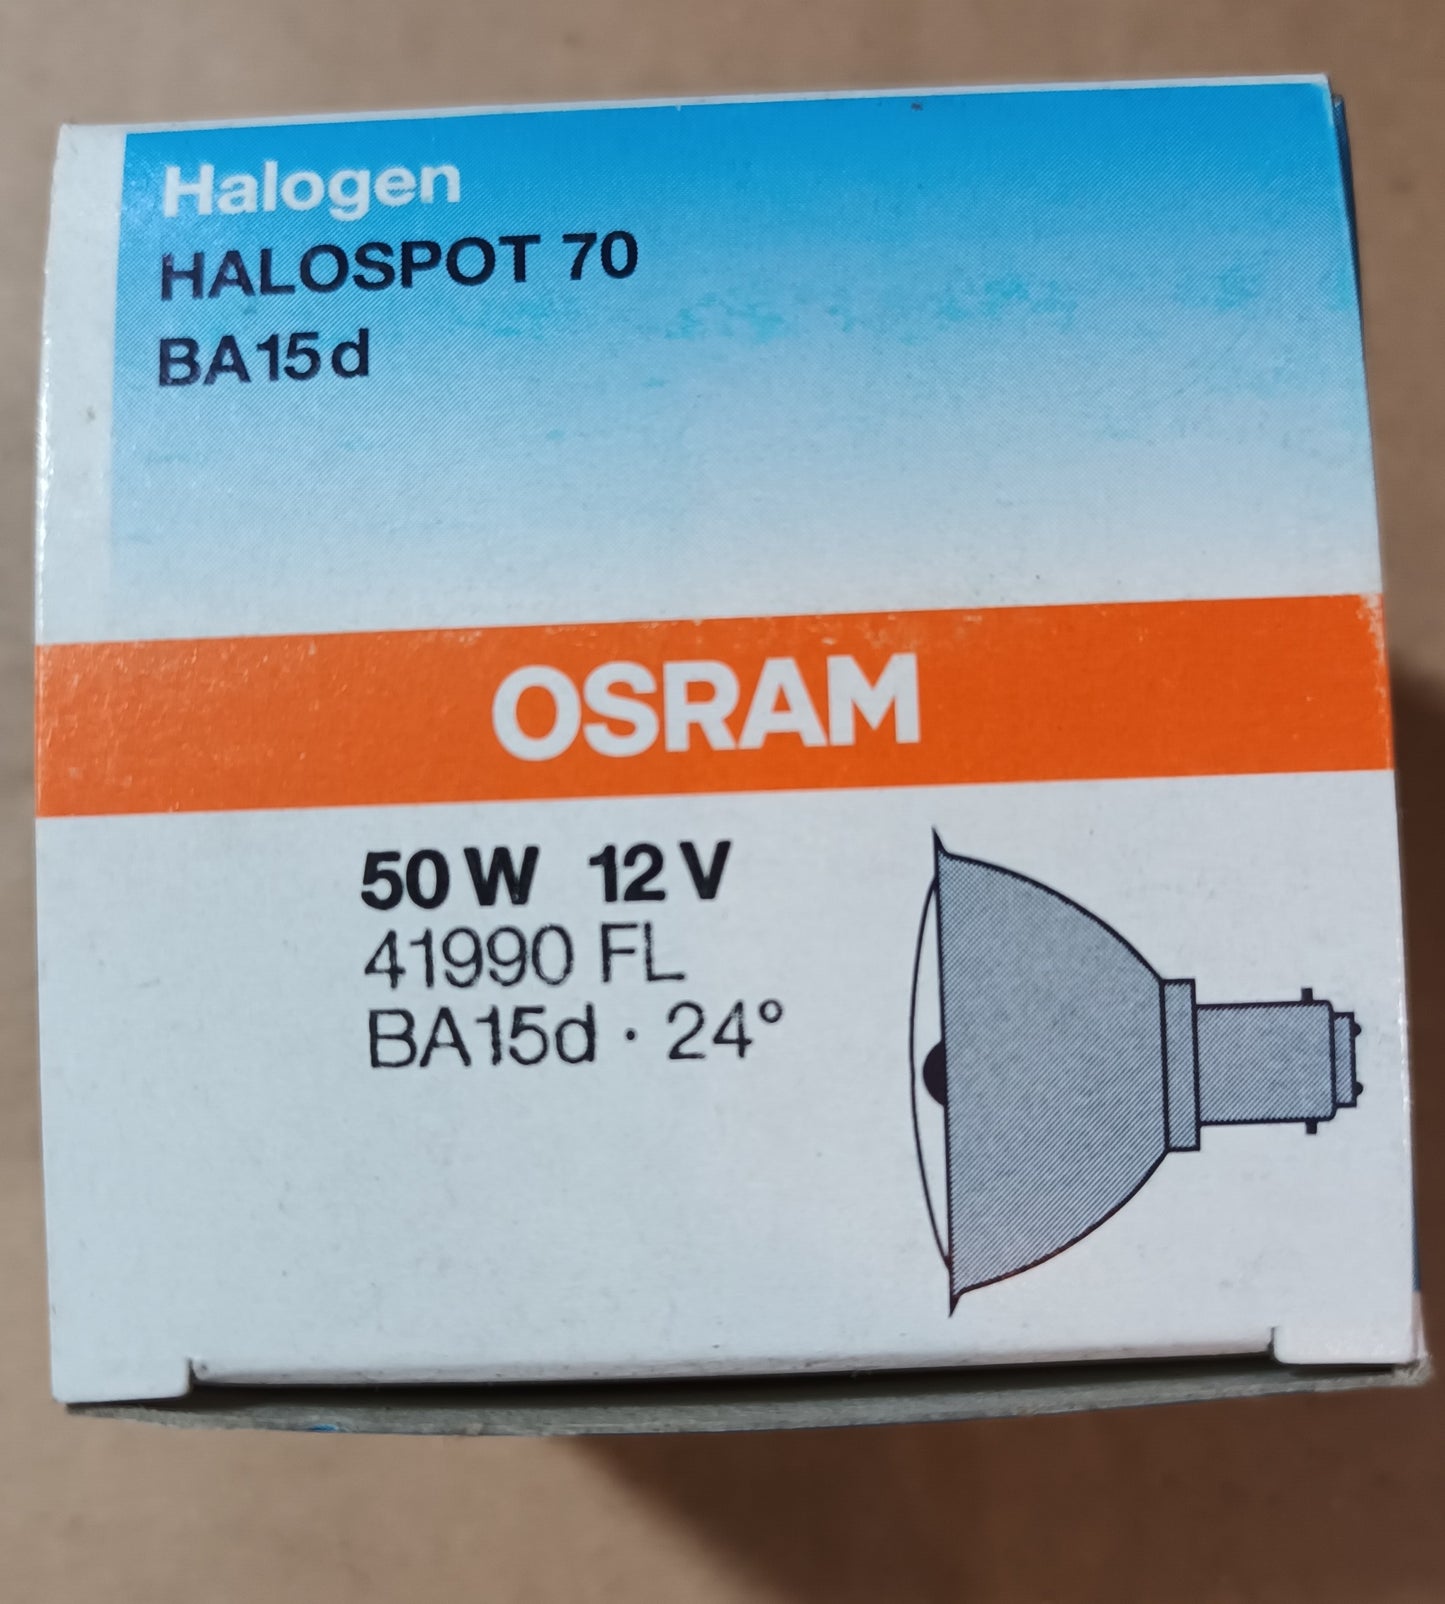 Halogen
HALOSPOT 70
BA15d
OSRAM
50 W 12 V
41990 FL
BA15d · 24°